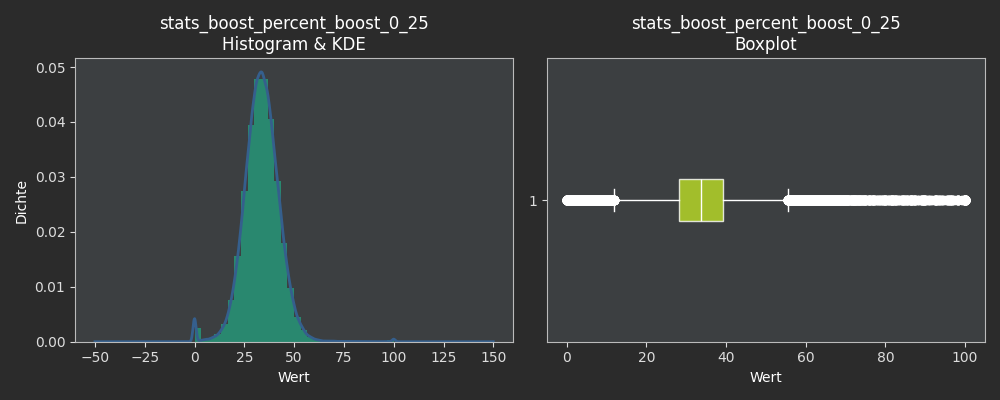 stats_boost_percent_boost_0_25
Histogram & KDE
Dichte
0.05
0.04
0.03
0.02
0.01
0.00
−50 −25 0 25 50 75 100 125 150
Wert
stats_boost_percent_boost_0_25
Boxplot
1
0 20 40 60 80 100
Wert